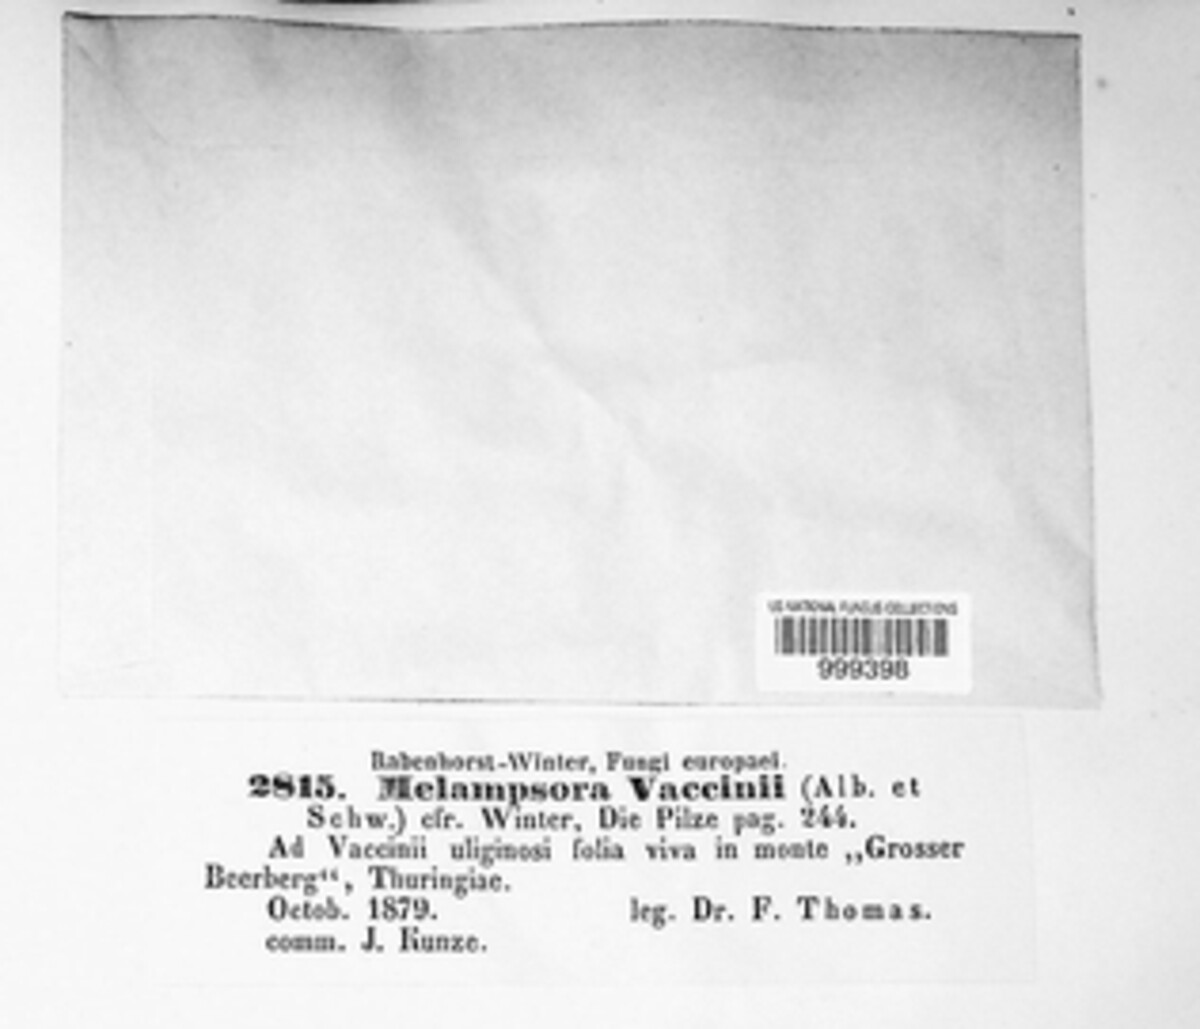 US NATIONAL FUNGUS COLLECTIONS
999398
Rabenhorst-Winter, Fungi europaei.
2815. Melampsora Vaccinii (Alb. et
Schw.) cfr. Winter, Die Pilze pag. 244.
Ad Vaccinii uliginosi folia viva in monte „Grosser
Beerberg“, Thuringiae.
Octob. 1879. leg. Dr. F. Thomas.
comm. J. Kunze.